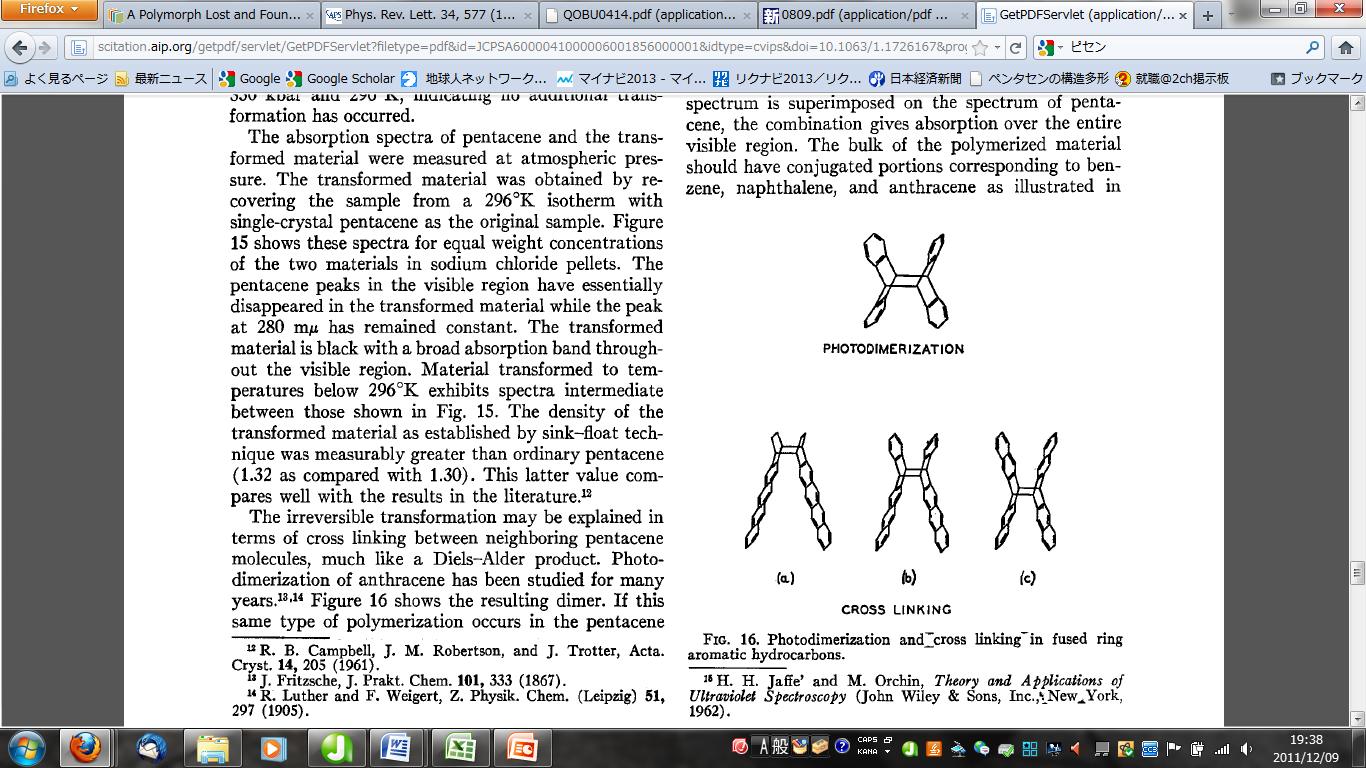 Firefox
A Polymorph Lost and Foun...
Phys. Rev. Lett. 34, 577 (1...
QOBU0414.pdf (application...
0809.pdf (application/pdf ...
GetPDFServlet (application/...
scitation.aip.org/getpdf/servlet/GetPDFServlet?filetype=pdf&id=JCPSA6000041000006001856000001&idtype=cvips&doi=10.1063/1.1726167&prog
ピセン
よく見るページ
最新ニュース
Google
Google Scholar
地球人ネットワーク...
マイナビ2013 - マイ...
リクナビ2013／リク...
日本経済新聞
ペンタセンの構造多形
就職@2ch掲示板
ブックマーク
350 kbar and 296 K, indicating no additional trans-
formation has occurred.
The absorption spectra of pentacene and the trans-
formed material were measured at atmospheric pres-
sure. The transformed material was obtained by re-
covering the sample from a 296°K isotherm with
single-crystal pentacene as the original sample. Figure
15 shows these spectra for equal weight concentrations
of the two materials in sodium chloride pellets. The
pentacene peaks in the visible region have essentially
disappeared in the transformed material while the peak
at 280 mμ has remained constant. The transformed
material is black with a broad absorption band through-
out the visible region. Material transformed to tem-
peratures below 296°K exhibits spectra intermediate
between those shown in Fig. 15. The density of the
transformed material as established by sink–float tech-
nique was measurably greater than ordinary pentacene
(1.32 as compared with 1.30). This latter value com-
pares well with the results in the literature.¹²
The irreversible transformation may be explained in
terms of cross linking between neighboring pentacene
molecules, much like a Diels–Alder product. Photo-
dimerization of anthracene has been studied for many
years.¹³,¹⁴ Figure 16 shows the resulting dimer. If this
same type of polymerization occurs in the pentacene
¹² R. B. Campbell, J. M. Robertson, and J. Trotter, Acta.
Cryst. 14, 205 (1961).
¹³ J. Fritzsche, J. Prakt. Chem. 101, 333 (1867).
¹⁴ R. Luther and F. Weigert, Z. Physik. Chem. (Leipzig) 51,
297 (1905).
spectrum is superimposed on the spectrum of penta-
cene, the combination gives absorption over the entire
visible region. The bulk of the polymerized material
should have conjugated portions corresponding to ben-
zene, naphthalene, and anthracene as illustrated in
PHOTODIMERIZATION
(a)
(b)
(c)
CROSS LINKING
FIG. 16. Photodimerization and cross linking in fused ring
aromatic hydrocarbons.
¹⁵ H. H. Jaffe' and M. Orchin, Theory and Applications of
Ultraviolet Spectroscopy (John Wiley & Sons, Inc., New York,
1962).
A 般
CAPS
KANA
19:38
2011/12/09